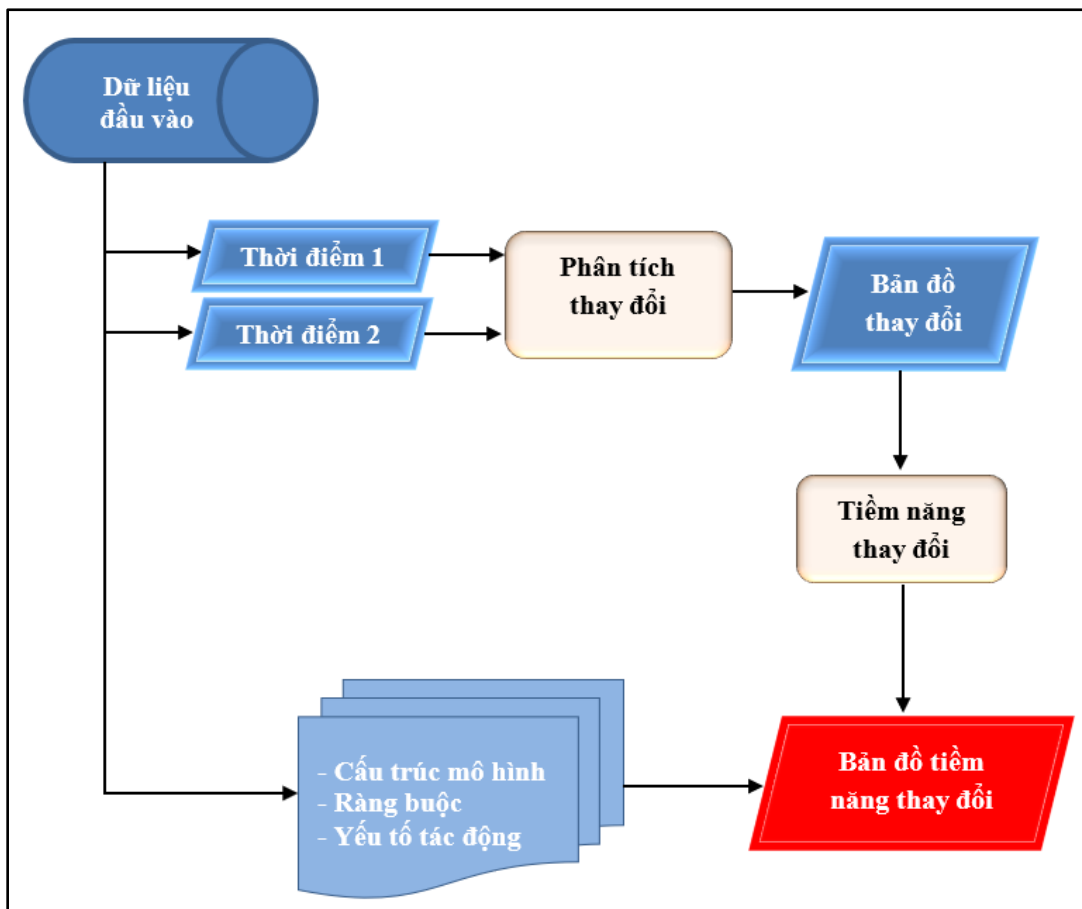 Dữ liệu
đầu vào
Thời điểm 1
Thời điểm 2
Phân tích
thay đổi
Bản đồ
thay đổi
Tiềm năng
thay đổi
- Cấu trúc mô hình
- Ràng buộc
- Yếu tố tác động
Bản đồ tiềm
năng thay đổi